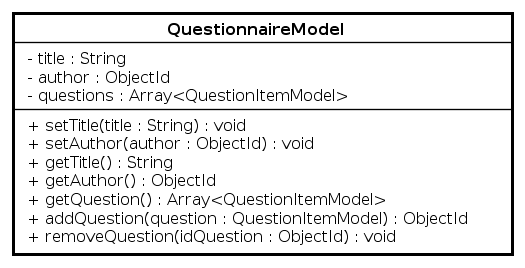 QuestionnaireModel
- title : String
- author : ObjectId
- questions : Array<QuestionItemModel>
+ setTitle(title : String) : void
+ setAuthor(author : ObjectId) : void
+ getTitle() : String
+ getAuthor() : ObjectId
+ getQuestion() : Array<QuestionItemModel>
+ addQuestion(question : QuestionItemModel) : ObjectId
+ removeQuestion(idQuestion : ObjectId) : void